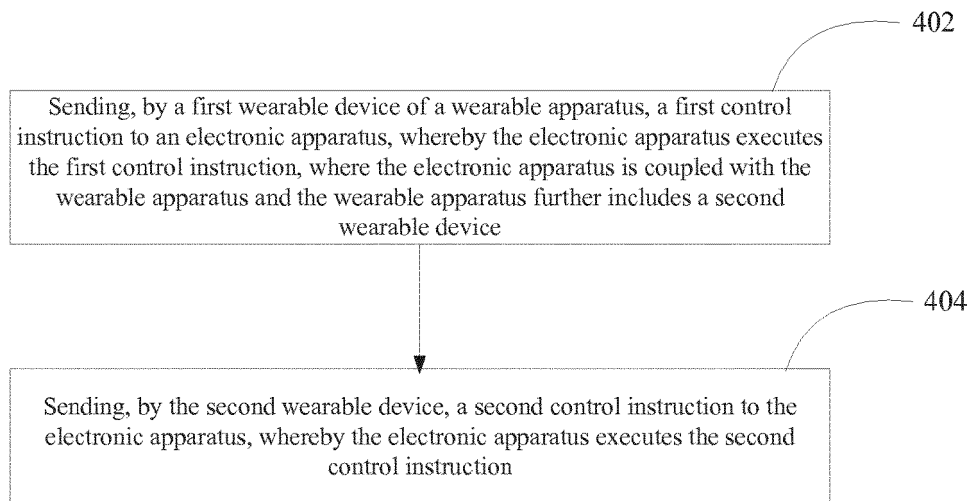 402
Sending, by a first wearable device of a wearable apparatus, a first control
instruction to an electronic apparatus, whereby the electronic apparatus executes
the first control instruction, where the electronic apparatus is coupled with the
wearable apparatus and the wearable apparatus further includes a second
wearable device
404
Sending, by the second wearable device, a second control instruction to the
electronic apparatus, whereby the electronic apparatus executes the second
control instruction